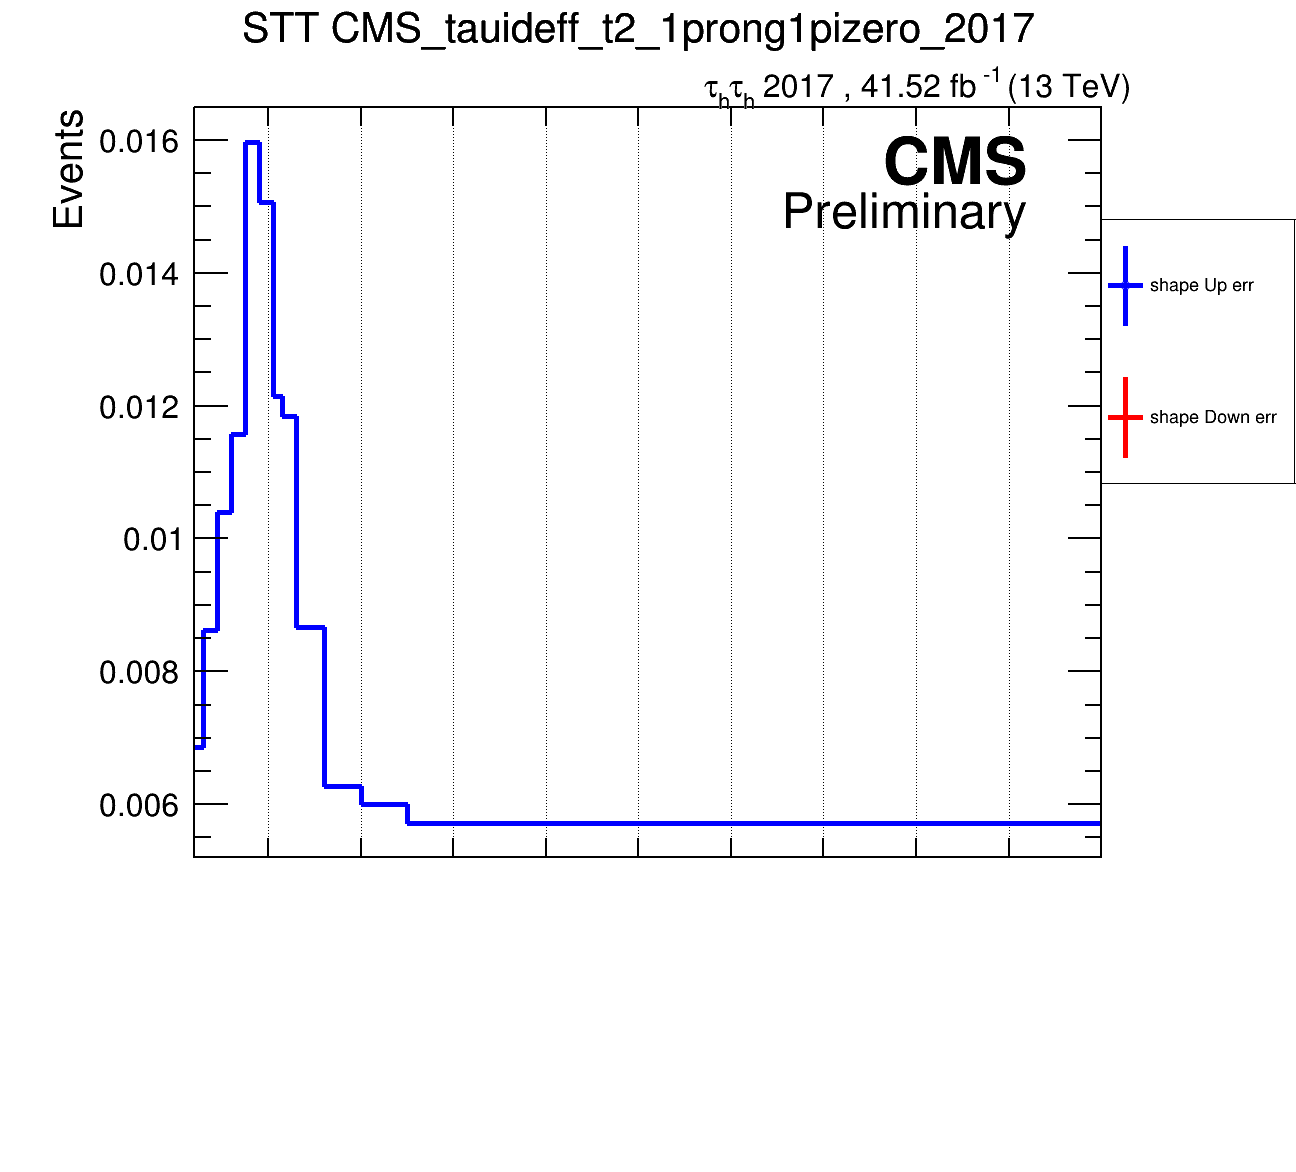 STT CMS_tauideff_t2_1prong1pizero_2017
τhτh 2017 , 41.52 fb -1 (13 TeV)
Events
CMS
Preliminary
0.016
0.014
0.012
0.01
0.008
0.006
shape Up err
shape Down err